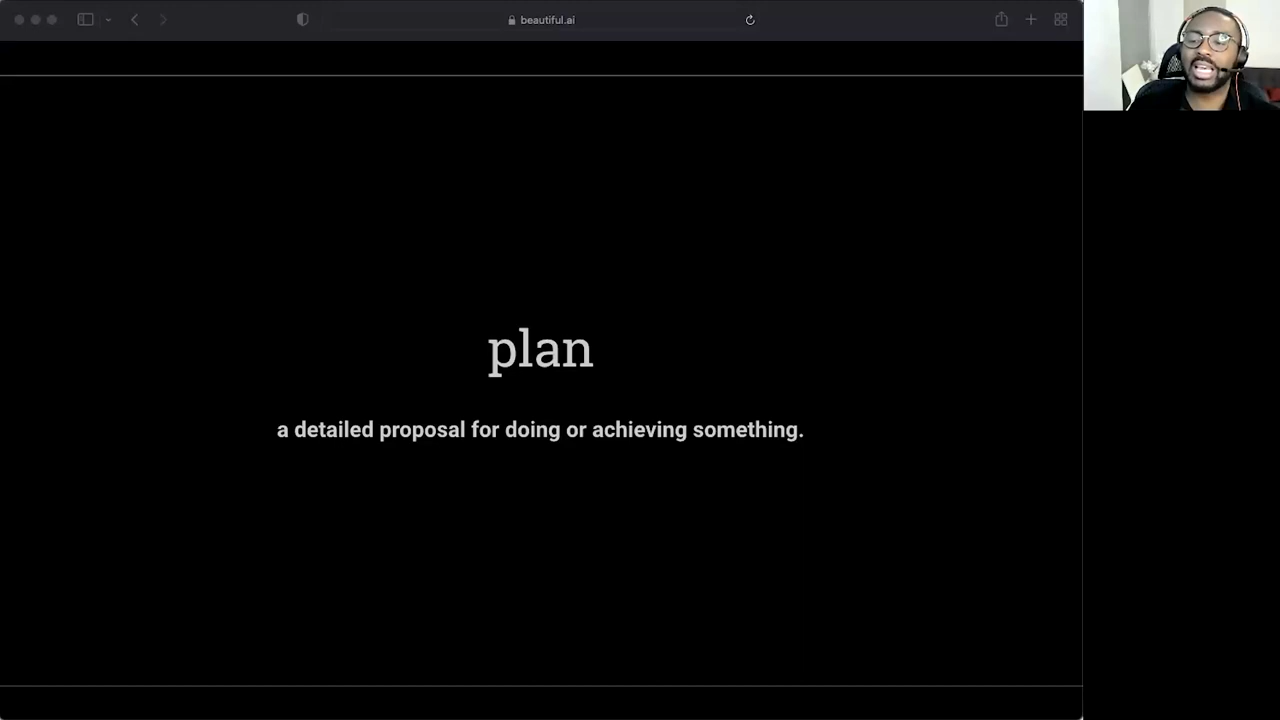 beautiful.ai
plan
a detailed proposal for doing or achieving something.